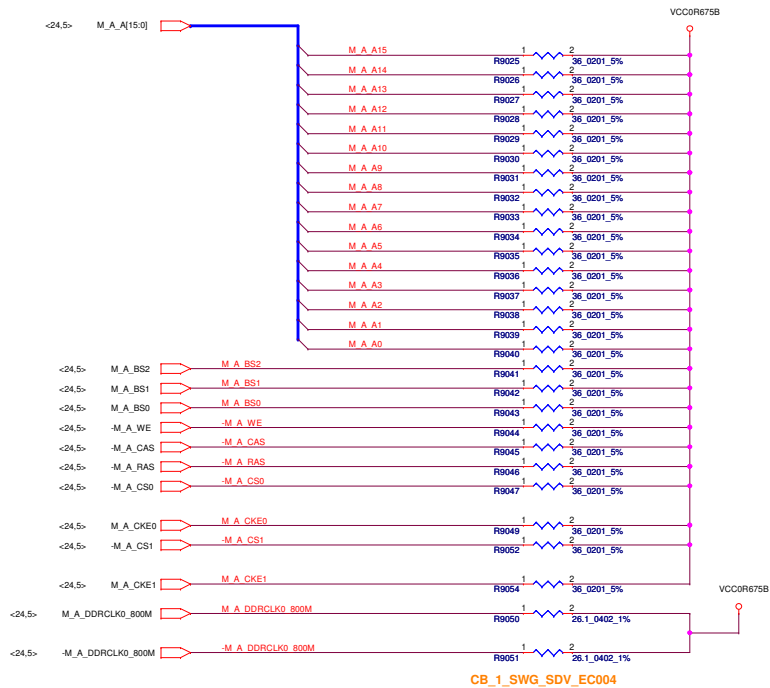 VCC0R675B
<24,5> M_A_A[15:0]
M_A_A15 1 2
R9025 36_0201_5%
M_A_A14 1 2
R9026 36_0201_5%
M_A_A13 1 2
R9027 36_0201_5%
M_A_A12 1 2
R9028 36_0201_5%
M_A_A11 1 2
R9029 36_0201_5%
M_A_A10 1 2
R9030 36_0201_5%
M_A_A9 1 2
R9031 36_0201_5%
M_A_A8 1 2
R9032 36_0201_5%
M_A_A7 1 2
R9033 36_0201_5%
M_A_A6 1 2
R9034 36_0201_5%
M_A_A5 1 2
R9035 36_0201_5%
M_A_A4 1 2
R9036 36_0201_5%
M_A_A3 1 2
R9037 36_0201_5%
M_A_A2 1 2
R9038 36_0201_5%
M_A_A1 1 2
R9039 36_0201_5%
M_A_A0 1 2
R9040 36_0201_5%
<24,5> M_A_BS2 M_A_BS2 1 2
R9041 36_0201_5%
<24,5> M_A_BS1 M_A_BS1 1 2
R9042 36_0201_5%
<24,5> M_A_BS0 M_A_BS0 1 2
R9043 36_0201_5%
<24,5> -M_A_WE -M_A_WE 1 2
R9044 36_0201_5%
<24,5> -M_A_CAS -M_A_CAS 1 2
R9045 36_0201_5%
<24,5> -M_A_RAS -M_A_RAS 1 2
R9046 36_0201_5%
<24,5> -M_A_CS0 -M_A_CS0 1 2
R9047 36_0201_5%
<24,5> M_A_CKE0 M_A_CKE0 1 2
R9049 36_0201_5%
<24,5> -M_A_CS1 -M_A_CS1 1 2
R9052 36_0201_5%
<24,5> M_A_CKE1 M_A_CKE1 1 2
R9054 36_0201_5%
VCC0R675B
<24,5> M_A_DDRCLK0_800M M_A_DDRCLK0_800M 1 2
R9050 26.1_0402_1%
<24,5> -M_A_DDRCLK0_800M -M_A_DDRCLK0_800M 1 2
R9051 26.1_0402_1%
CB_1_SWG_SDV_EC004